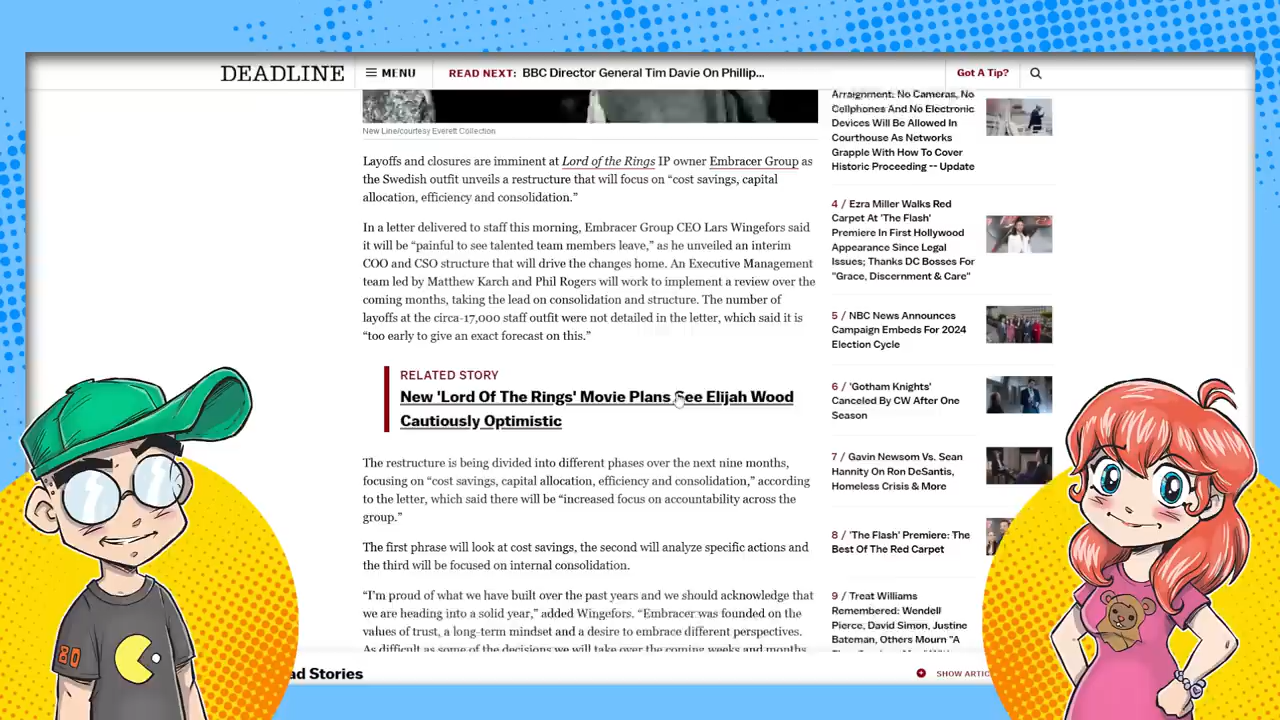 DEADLINE
MENU
READ NEXT: BBC Director General Tim Davie On Phillip...
Got A Tip?
New Line/courtesy Everett Collection
Layoffs and closures are imminent at Lord of the Rings IP owner Embracer Group as
the Swedish outfit unveils a restructure that will focus on “cost savings, capital
allocation, efficiency and consolidation.”
In a letter delivered to staff this morning, Embracer Group CEO Lars Wingefors said
it will be “painful to see talented team members leave,” as he unveiled an interim
COO and CSO structure that will drive the changes home. An Executive Management
team led by Matthew Karch and Phil Rogers will work to implement a review over the
coming months, taking the lead on consolidation and structure. The number of
layoffs at the circa-17,000 staff outfit were not detailed in the letter, which said it is
“too early to give an exact forecast on this.”
RELATED STORY
New 'Lord Of The Rings' Movie Plans See Elijah Wood
Cautiously Optimistic
The restructure is being divided into different phases over the next nine months,
focusing on “cost savings, capital allocation, efficiency and consolidation,” according
to the letter, which said there will be “increased focus on accountability across the
group.”
The first phrase will look at cost savings, the second will analyze specific actions and
the third will be focused on internal consolidation.
“I’m proud of what we have built over the past years and we should acknowledge that
we are heading into a solid year,” added Wingefors. “Embracer was founded on the
values of trust, a long-term mindset and a desire to embrace different perspectives.
As difficult as some of the decisions we will take over the coming weeks and months
Arraignment: No Cameras, No
Cellphones And No Electronic
Devices Will Be Allowed In
Courthouse As Networks
Grapple With How To Cover
Historic Proceeding -- Update
4 / Ezra Miller Walks Red
Carpet At 'The Flash'
Premiere In First Hollywood
Appearance Since Legal
Issues; Thanks DC Bosses For
"Grace, Discernment & Care"
5 / NBC News Announces
Campaign Embeds For 2024
Election Cycle
6 / 'Gotham Knights'
Canceled By CW After One
Season
7 / Gavin Newsom Vs. Sean
Hannity On Ron DeSantis,
Homeless Crisis & More
8 / 'The Flash' Premiere: The
Best Of The Red Carpet
9 / Treat Williams
Remembered: Wendell
Pierce, David Simon, Justine
Bateman, Others Mourn "A
ad Stories
SHOW ARTIC
80